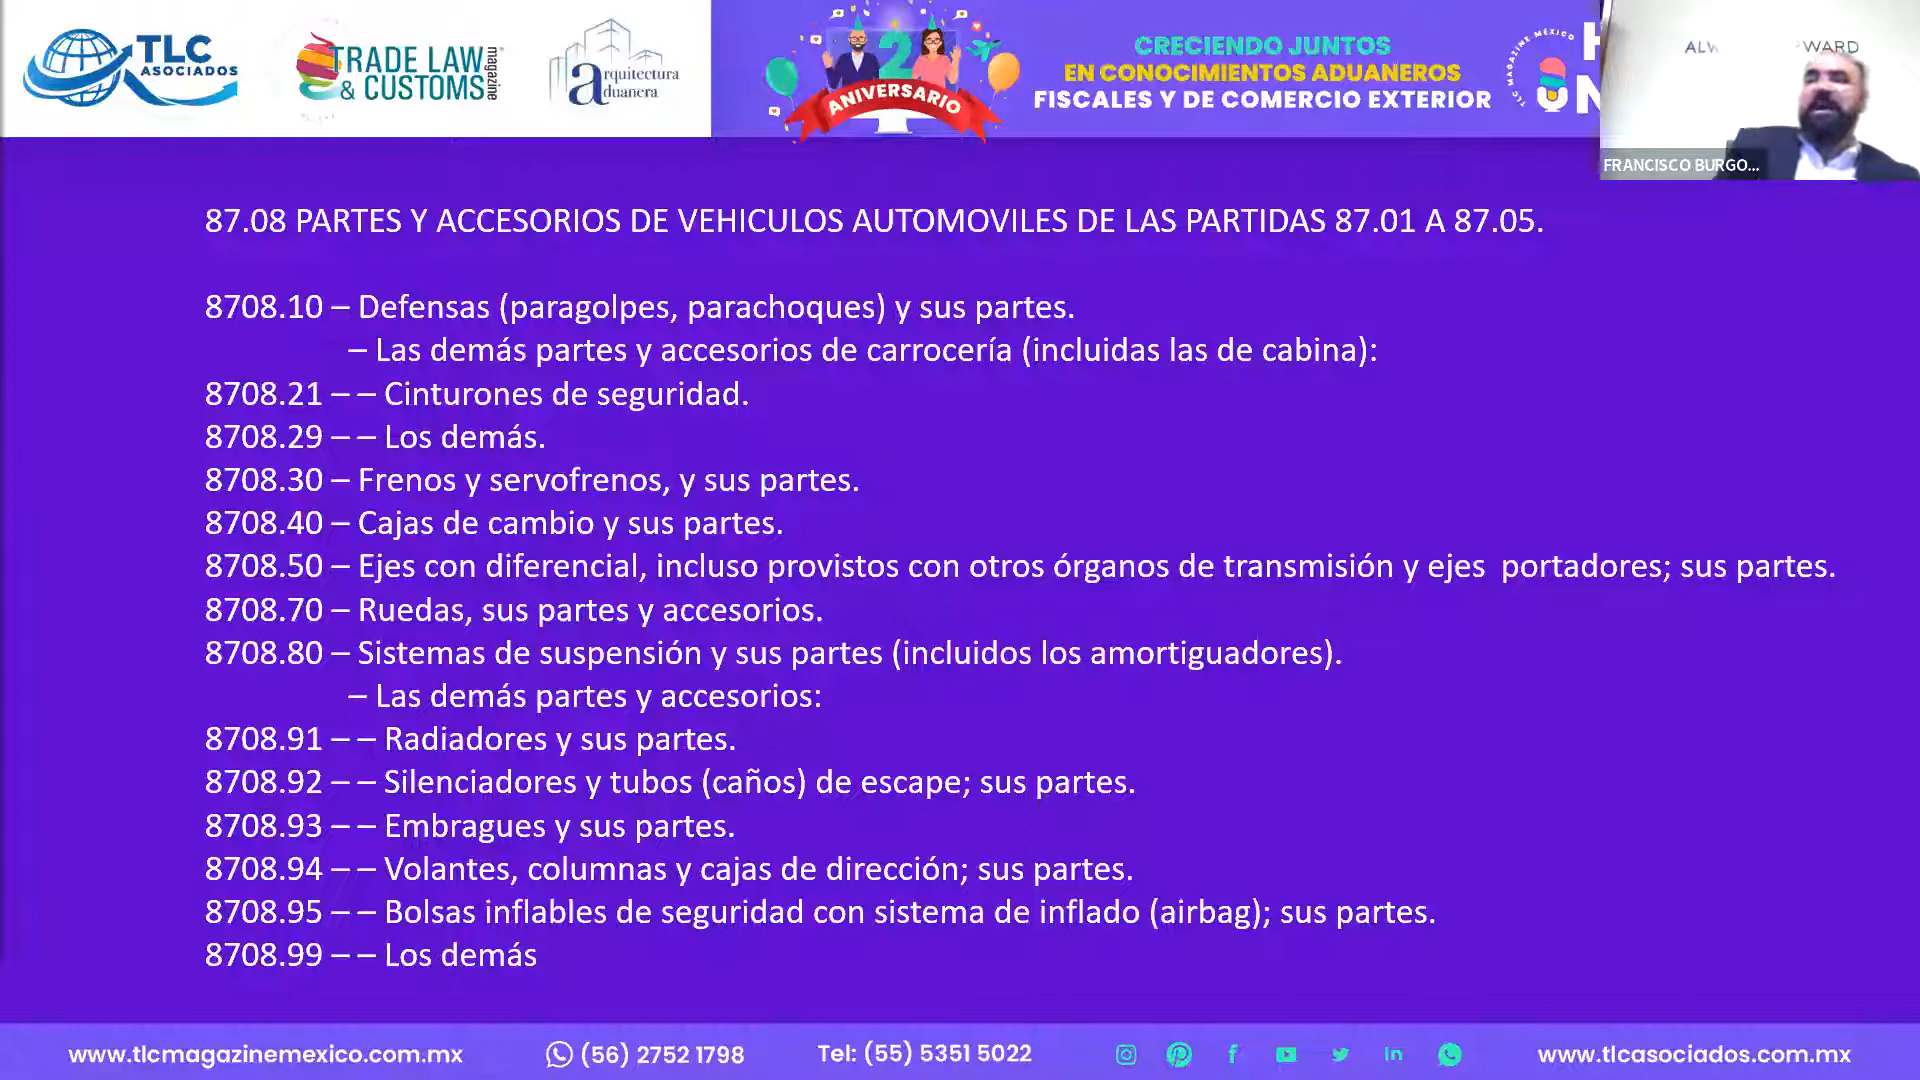 TLC
ASOCIADOS
TRADE LAW
& CUSTOMS
magazine
arquitectura
aduanera
2
ANIVERSARIO
CRECIENDO JUNTOS
EN CONOCIMIENTOS ADUANEROS
FISCALES Y DE COMERCIO EXTERIOR
TLC MAGAZINE MÉXICO
ALW
WARD
FRANCISCO BURGO...
87.08 PARTES Y ACCESORIOS DE VEHICULOS AUTOMOVILES DE LAS PARTIDAS 87.01 A 87.05.
8708.10 – Defensas (paragolpes, parachoques) y sus partes.
– Las demás partes y accesorios de carrocería (incluidas las de cabina):
8708.21 – – Cinturones de seguridad.
8708.29 – – Los demás.
8708.30 – Frenos y servofrenos, y sus partes.
8708.40 – Cajas de cambio y sus partes.
8708.50 – Ejes con diferencial, incluso provistos con otros órganos de transmisión y ejes portadores; sus partes.
8708.70 – Ruedas, sus partes y accesorios.
8708.80 – Sistemas de suspensión y sus partes (incluidos los amortiguadores).
– Las demás partes y accesorios:
8708.91 – – Radiadores y sus partes.
8708.92 – – Silenciadores y tubos (caños) de escape; sus partes.
8708.93 – – Embragues y sus partes.
8708.94 – – Volantes, columnas y cajas de dirección; sus partes.
8708.95 – – Bolsas inflables de seguridad con sistema de inflado (airbag); sus partes.
8708.99 – – Los demás
www.tlcmagazinemexico.com.mx
(56) 2752 1798
Tel: (55) 5351 5022
www.tlcasociados.com.mx